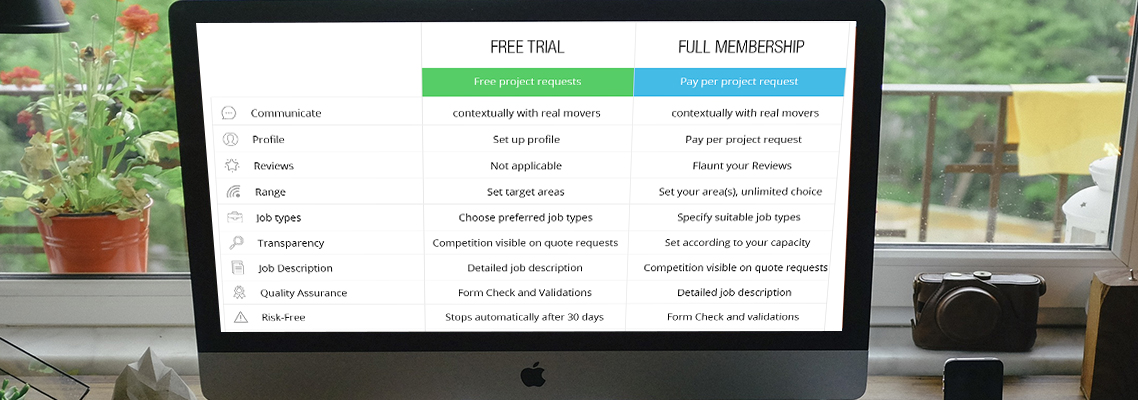 FREE TRIAL FULL MEMBERSHIP
Free project requests Pay per project request
Communicate contextually with real movers contextually with real movers
Profile Set up profile Pay per project request
Reviews Not applicable Flaunt your Reviews
Range Set target areas Set your area(s), unlimited choice
Job types Choose preferred job types Specify suitable job types
Transparency Competition visible on quote requests Set according to your capacity
Job Description Detailed job description Competition visible on quote requests
Quality Assurance Form Check and Validations Detailed job description
Risk-Free Stops automatically after 30 days Form Check and validations